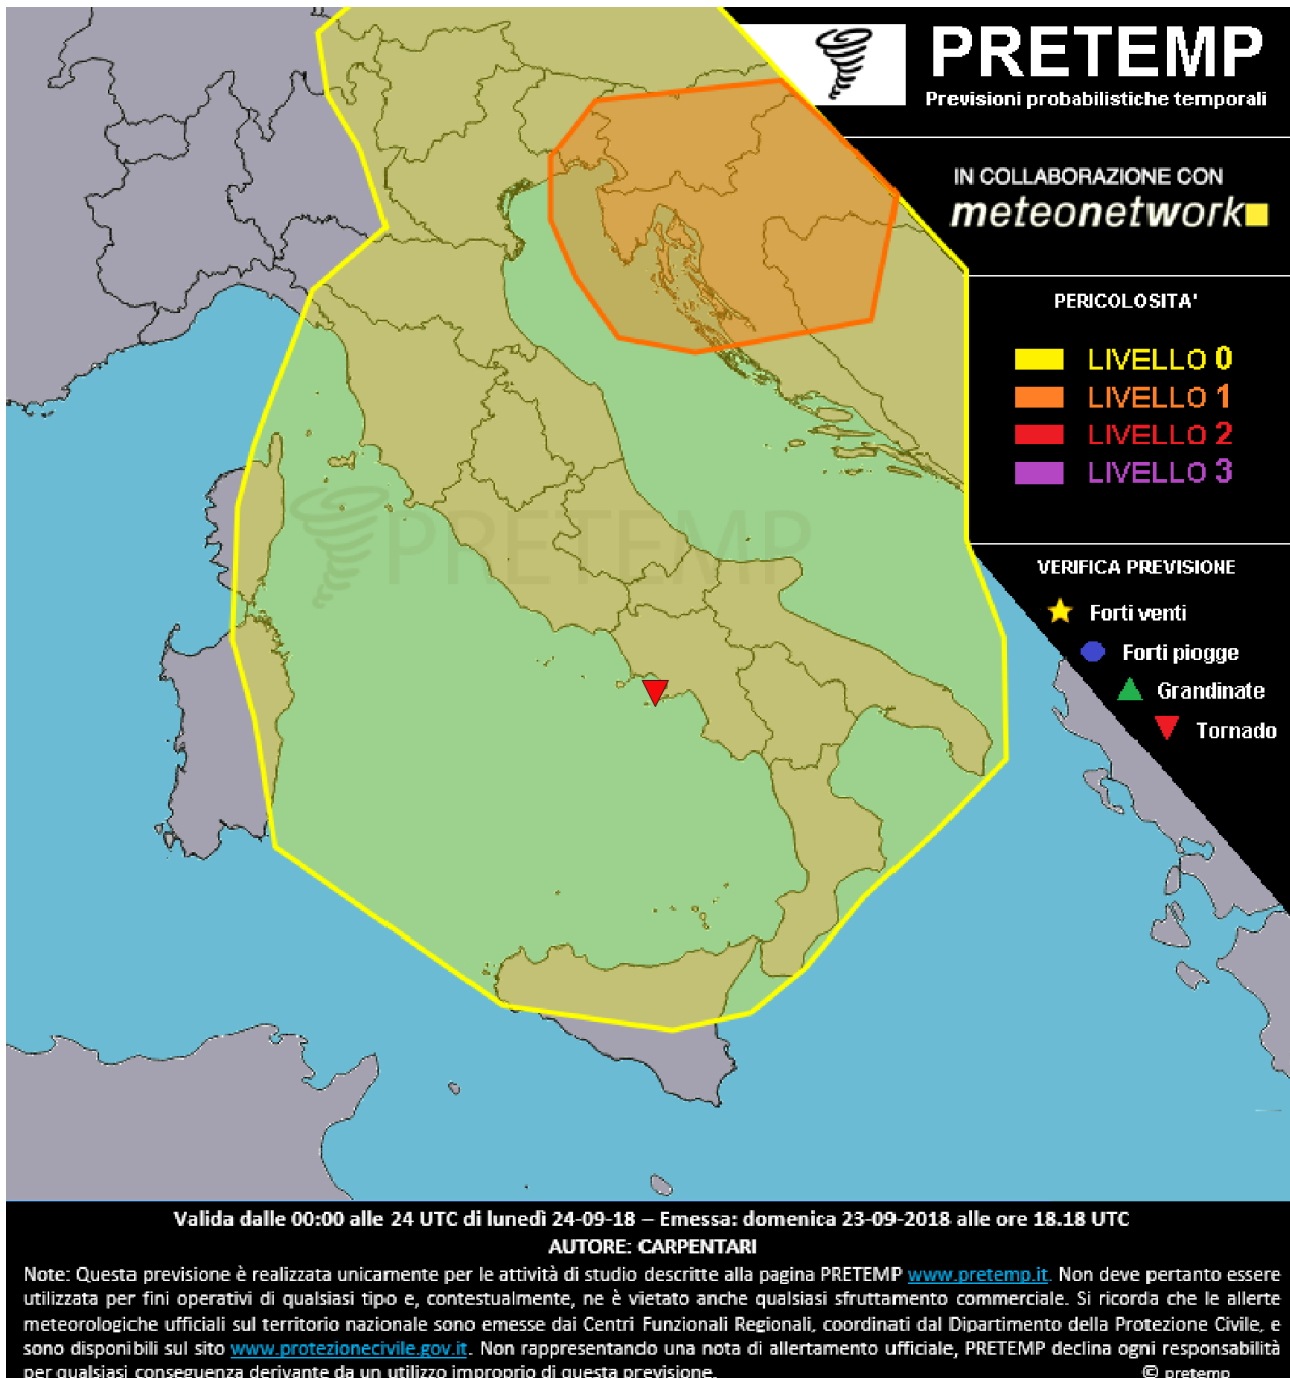 PRETEMP
Previsioni probabilistiche temporali
IN COLLABORAZIONE CON
meteonetwork
PERICOLOSITA'
LIVELLO 0
LIVELLO 1
LIVELLO 2
LIVELLO 3
PRETEMP
VERIFICA PREVISIONE
Forti venti
Forti piogge
Grandinate
Tornado
Valida dalle 00:00 alle 24 UTC di lunedì 24-09-18 – Emessa: domenica 23-09-2018 alle ore 18.18 UTC
AUTORE: CARPENTARI
Note: Questa previsione è realizzata unicamente per le attività di studio descritte alla pagina PRETEMP www.pretemp.it. Non deve pertanto essere
utilizzata per fini operativi di qualsiasi tipo e, contestualmente, ne è vietato anche qualsiasi sfruttamento commerciale. Si ricorda che le allerte
meteorologiche ufficiali sul territorio nazionale sono emesse dai Centri Funzionali Regionali, coordinati dal Dipartimento della Protezione Civile, e
sono disponibili sul sito www.protezionecivile.gov.it. Non rappresentando una nota di allertamento ufficiale, PRETEMP declina ogni responsabilità
per qualsiasi conseguenza derivante da un utilizzo improprio di questa previsione.
© pretemp